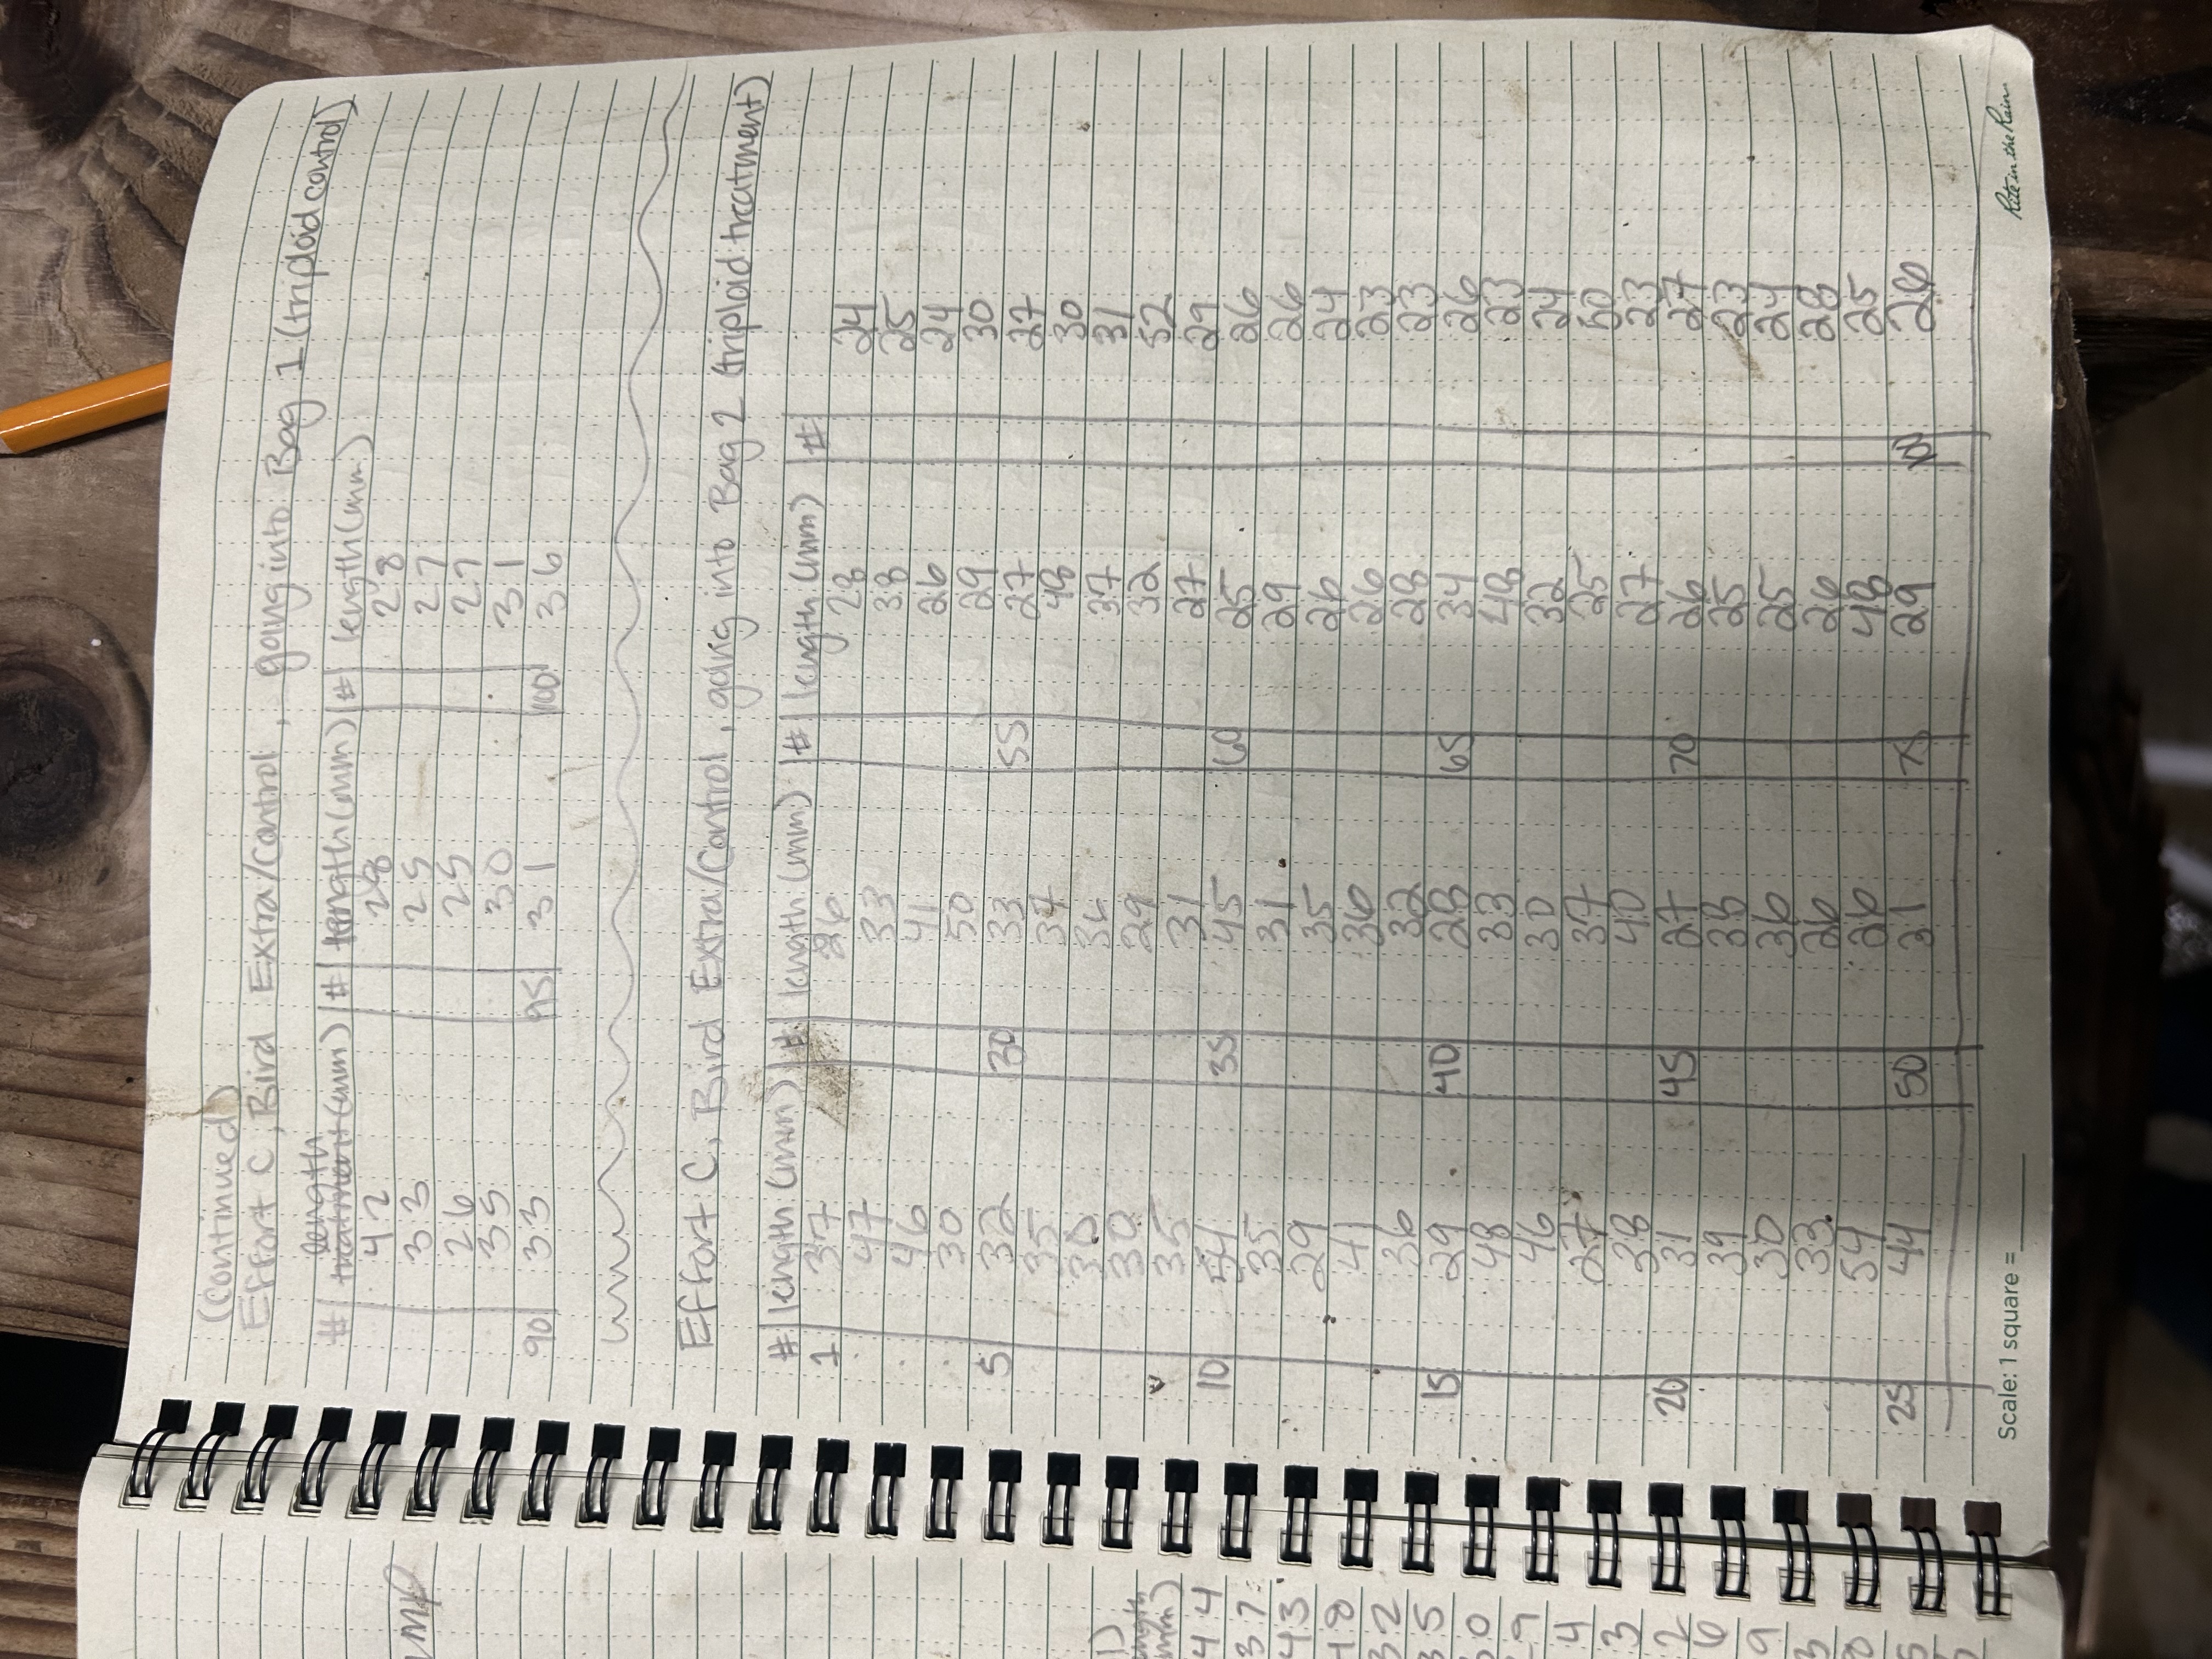 (continued)
Effort C, Bird Extra/Control, going into Bag 1 (triploid control)
length
# treatment (mm) # length (mm) # length (mm)
42 28 28
33 25 27
26 25 27
35 30 31
90 33 95 31 100 36
Effort C, Bird Extra/Control, going into Bag 2 (triploid treatment)
# length (mm) # length (mm) # length (mm) #
1 37 26 28 24
47 33 38 25
46 41 26 24
30 50 29 30
5 32 30 33 55 27 27
35 37 48 30
30 36 37 31
30 29 32 52
35 31 27 29
10 54 35 45 60 25 26
35 31 29 26
29 35 26 24
41 36 26 23
36 32 28 23
15 29 40 28 65 34 26
48 33 48 23
46 30 32 24
27 37 25 50
28 40 27 23
20 31 45 27 70 26 27
39 38 25 23
30 36 25 24
33 26 26 28
54 26 48 25
25 44 50 31 75 29 100 26
Scale: 1 square =
Rite in the Rain
44
37
43
48
32
35